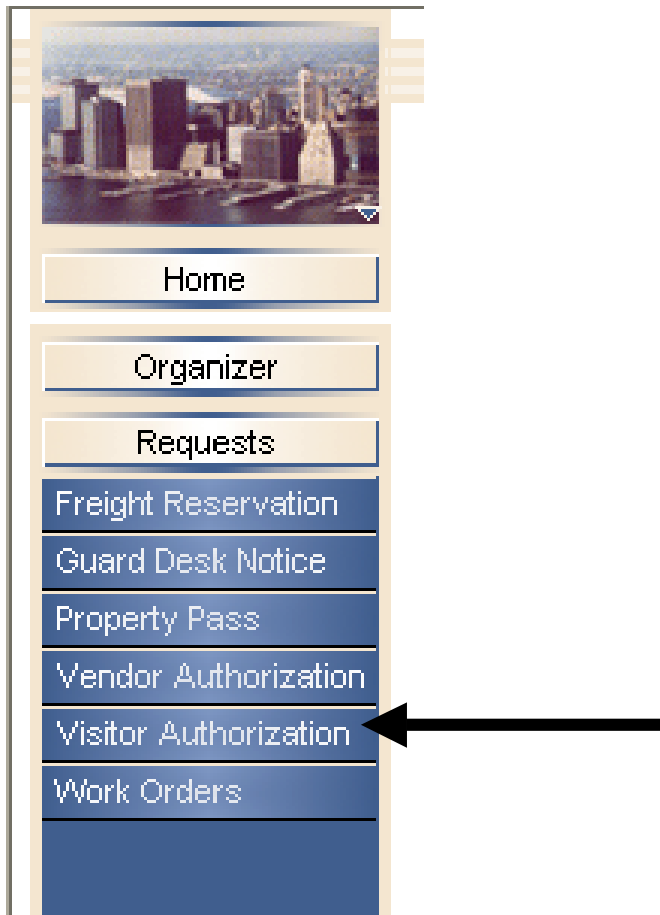 Home
Organizer
Requests
Freight Reservation
Guard Desk Notice
Property Pass
Vendor Authorization
Visitor Authorization
Work Orders